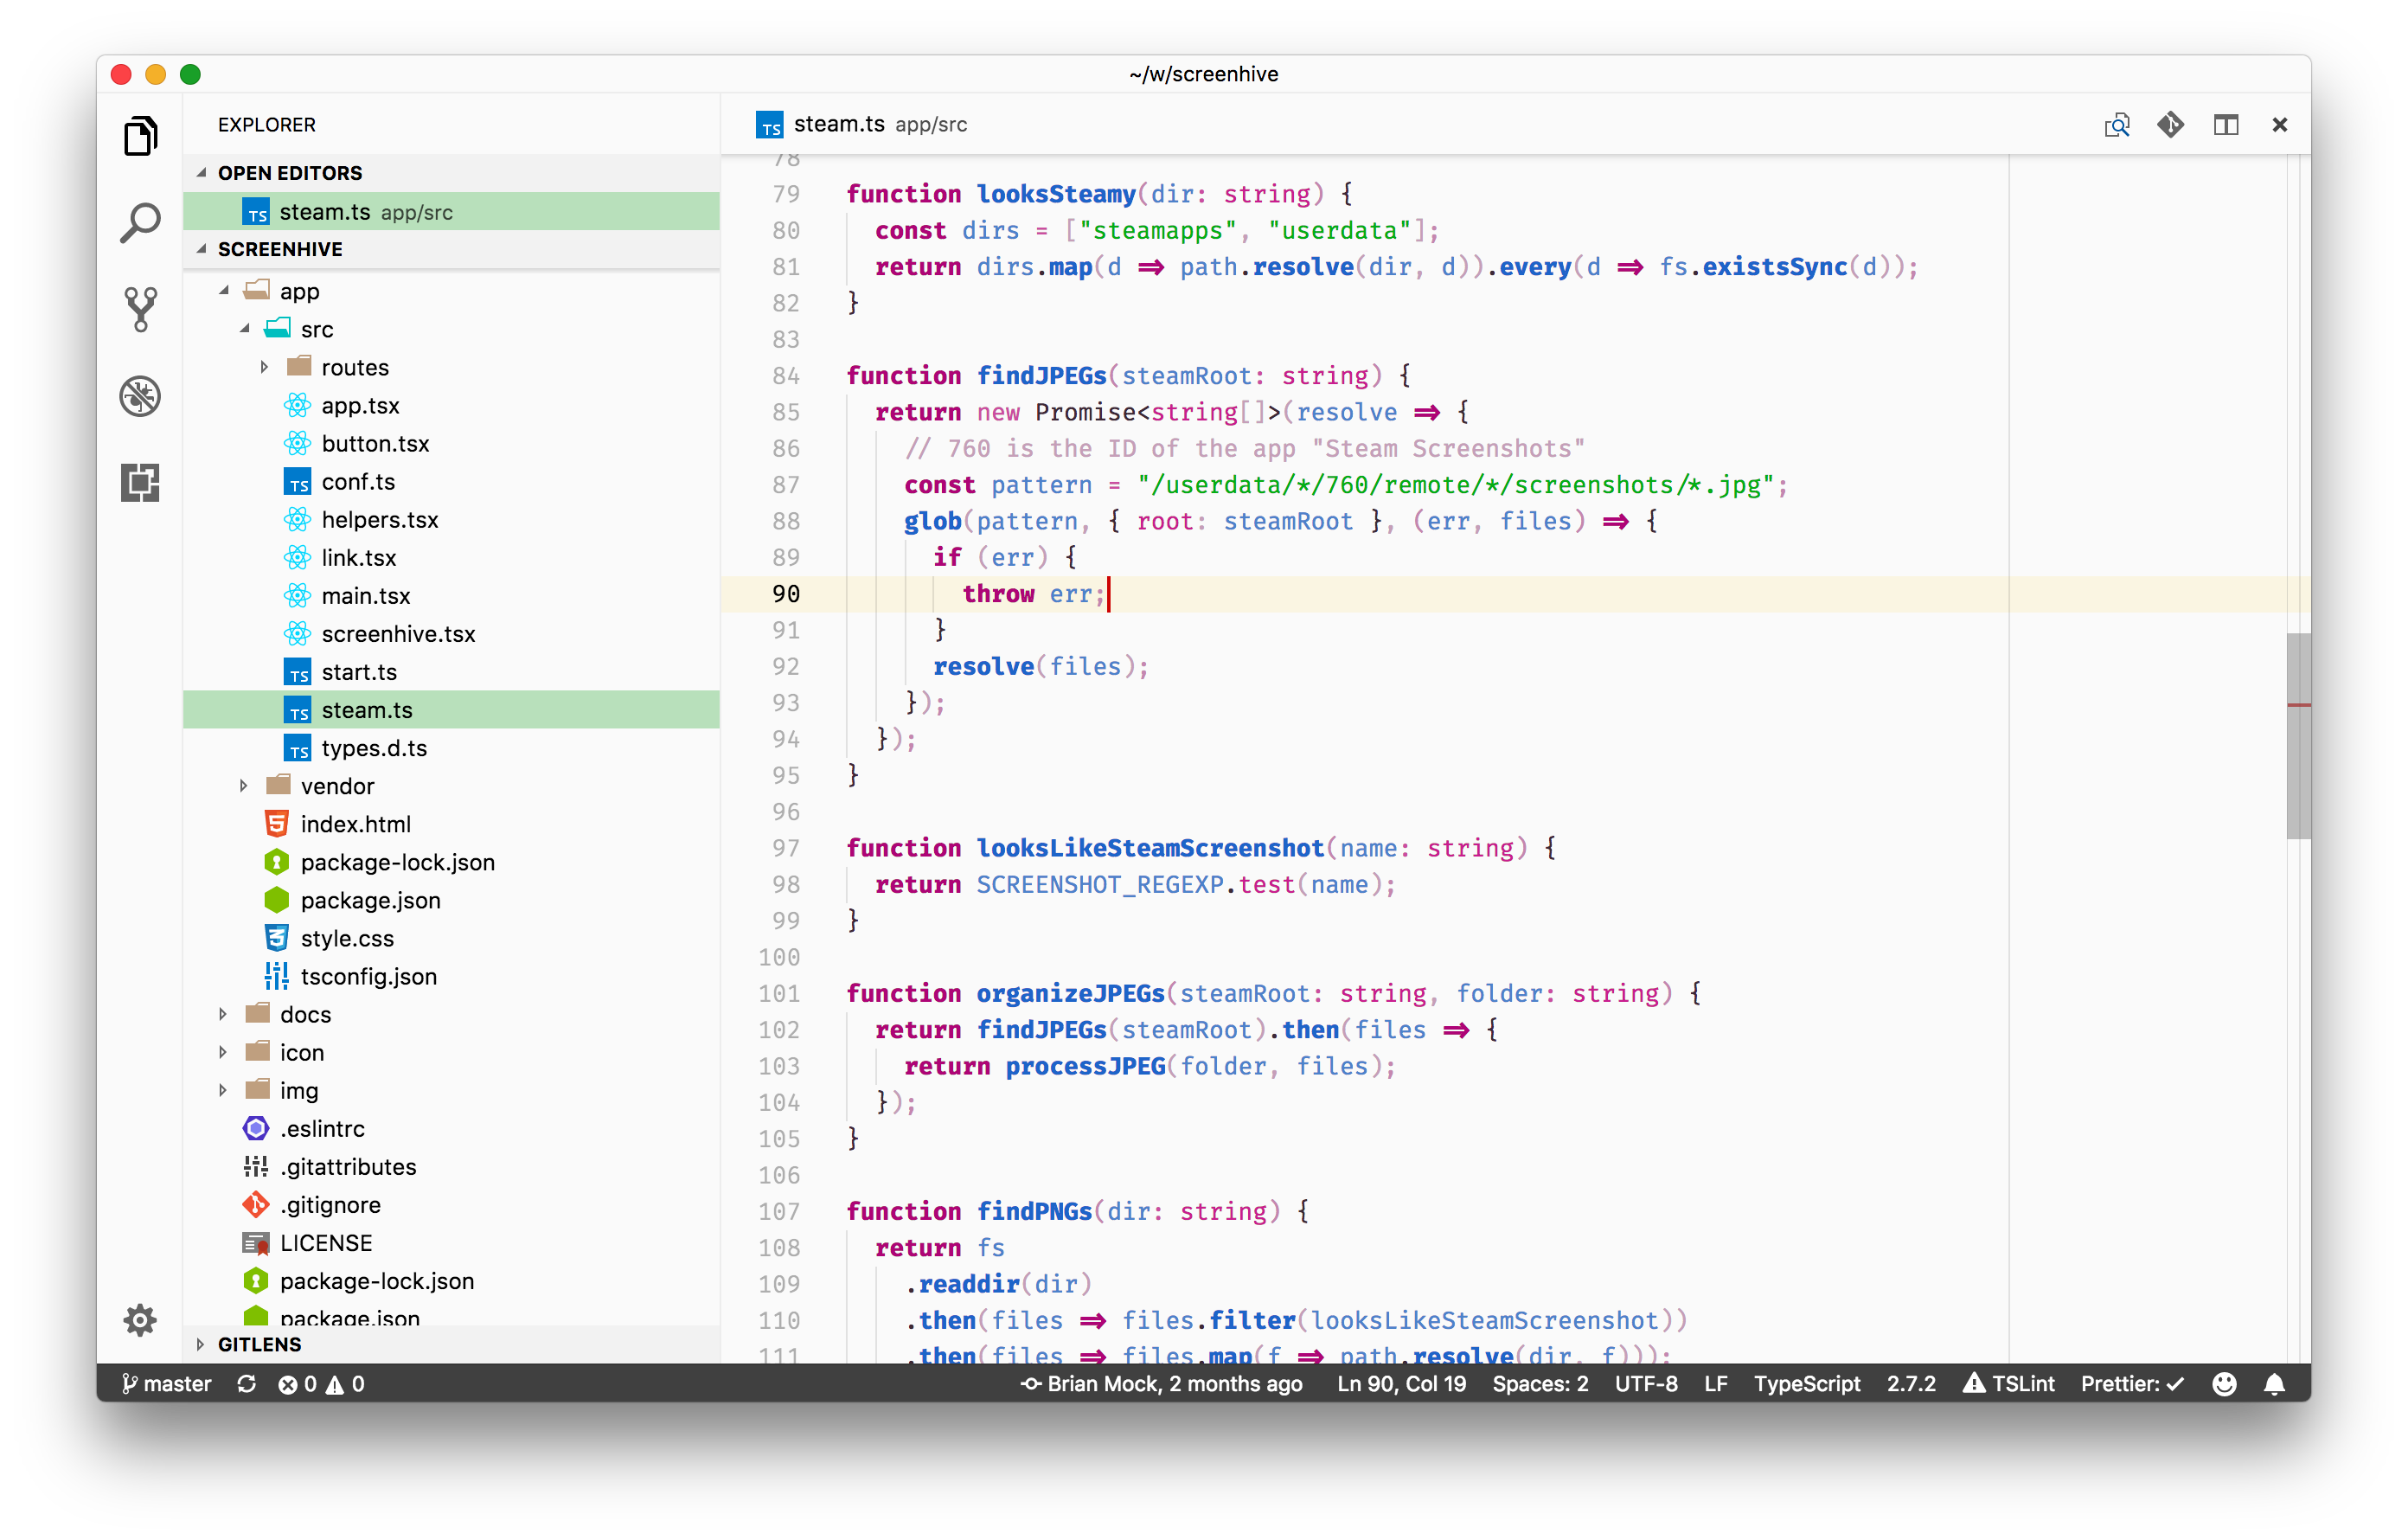 ~/w/screenhive
EXPLORER
OPEN EDITORS
TS steam.ts app/src
SCREENHIVE
app
src
routes
app.tsx
button.tsx
TS conf.ts
helpers.tsx
link.tsx
main.tsx
screenhive.tsx
TS start.ts
TS steam.ts
TS types.d.ts
vendor
index.html
package-lock.json
package.json
style.css
tsconfig.json
docs
icon
img
.eslintrc
.gitattributes
.gitignore
LICENSE
package-lock.json
package.json
GITLENS
TS steam.ts app/src
78
79 function looksSteamy(dir: string) {
80 const dirs = ["steamapps", "userdata"];
81 return dirs.map(d => path.resolve(dir, d)).every(d => fs.existsSync(d));
82 }
83
84 function findJPEGs(steamRoot: string) {
85 return new Promise<string[]>(resolve => {
86 // 760 is the ID of the app "Steam Screenshots"
87 const pattern = "/userdata/*/760/remote/*/screenshots/*.jpg";
88 glob(pattern, { root: steamRoot }, (err, files) => {
89 if (err) {
90 throw err;
91 }
92 resolve(files);
93 });
94 });
95 }
96
97 function looksLikeSteamScreenshot(name: string) {
98 return SCREENSHOT_REGEXP.test(name);
99 }
100
101 function organizeJPEGs(steamRoot: string, folder: string) {
102 return findJPEGs(steamRoot).then(files => {
103 return processJPEG(folder, files);
104 });
105 }
106
107 function findPNGs(dir: string) {
108 return fs
109 .readdir(dir)
110 .then(files => files.filter(looksLikeSteamScreenshot))
111 .then(files => files.map(f => path.resolve(dir, f)));
master 0 0 Brian Mock, 2 months ago Ln 90, Col 19 Spaces: 2 UTF-8 LF TypeScript 2.7.2 TSLint Prettier: ✓